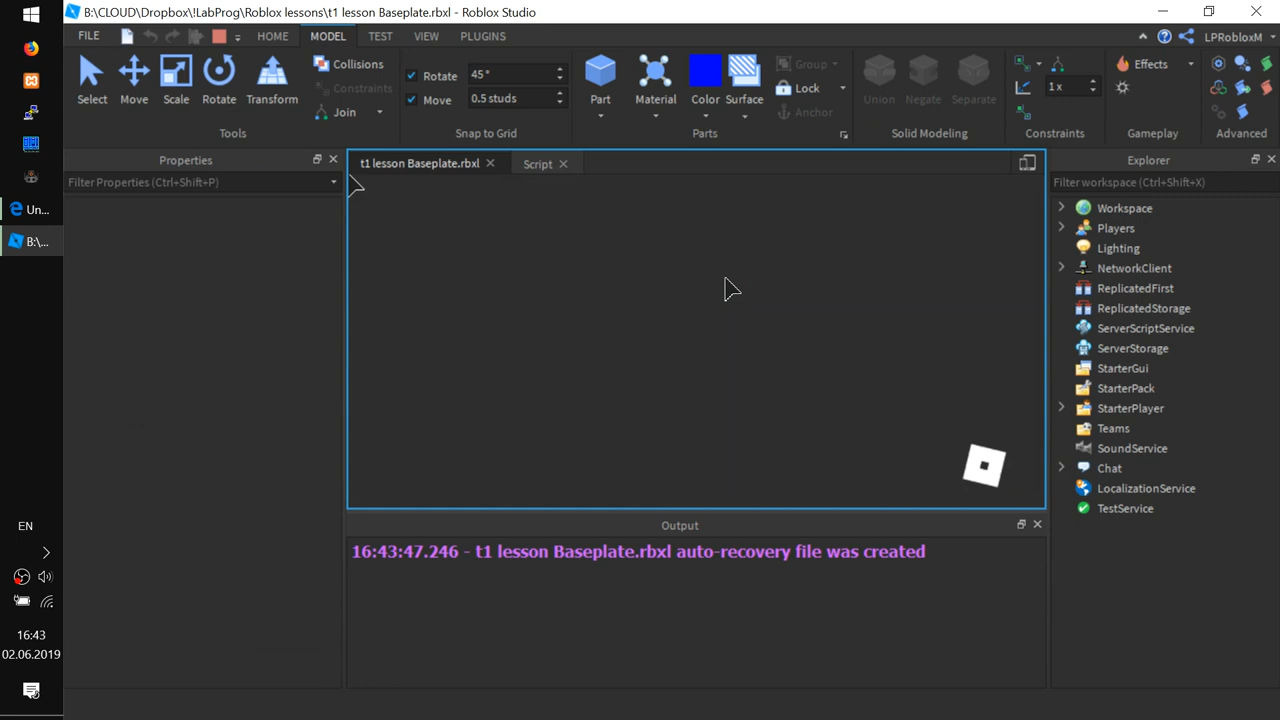 B:\CLOUD\Dropbox\!LabProg\Roblox lessons\t1 lesson Baseplate.rbxl - Roblox Studio
FILE HOME MODEL TEST VIEW PLUGINS LPRobloxM
Select Move Scale Rotate Transform
Collisions
Constraints
Join
Tools
Rotate 45°
Move 0.5 studs
Snap to Grid
Part Material Color Surface
Group
Lock
Anchor
Parts
Union Negate Separate
Solid Modeling
1 x
Constraints
Effects
Gameplay
Advanced
Properties
Filter Properties (Ctrl+Shift+P)
t1 lesson Baseplate.rbxl
Script
Explorer
Filter workspace (Ctrl+Shift+X)
Workspace
Players
Lighting
NetworkClient
ReplicatedFirst
ReplicatedStorage
ServerScriptService
ServerStorage
StarterGui
StarterPack
StarterPlayer
Teams
SoundService
Chat
LocalizationService
TestService
Output
16:43:47.246 - t1 lesson Baseplate.rbxl auto-recovery file was created
Un...
B:\...
EN
16:43
02.06.2019